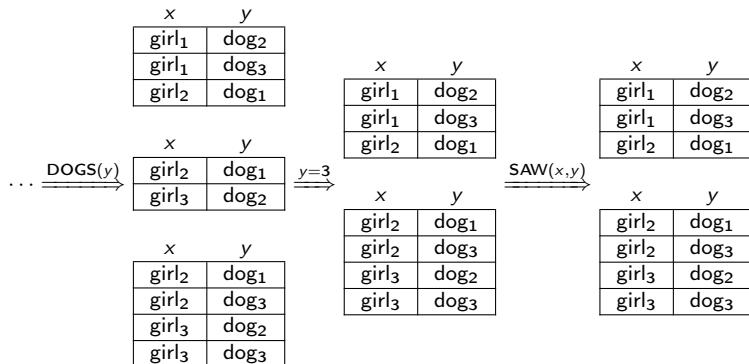 x y
girl₁ dog₂
girl₁ dog₃
girl₂ dog₁
x y
girl₂ dog₁
girl₃ dog₂
x y
girl₂ dog₁
girl₂ dog₃
girl₃ dog₂
girl₃ dog₃
… DOGS(y)
y=3
x y
girl₁ dog₂
girl₁ dog₃
girl₂ dog₁
x y
girl₂ dog₁
girl₂ dog₃
girl₃ dog₂
girl₃ dog₃
SAW(x,y)
x y
girl₁ dog₂
girl₁ dog₃
girl₂ dog₁
x y
girl₂ dog₁
girl₂ dog₃
girl₃ dog₂
girl₃ dog₃